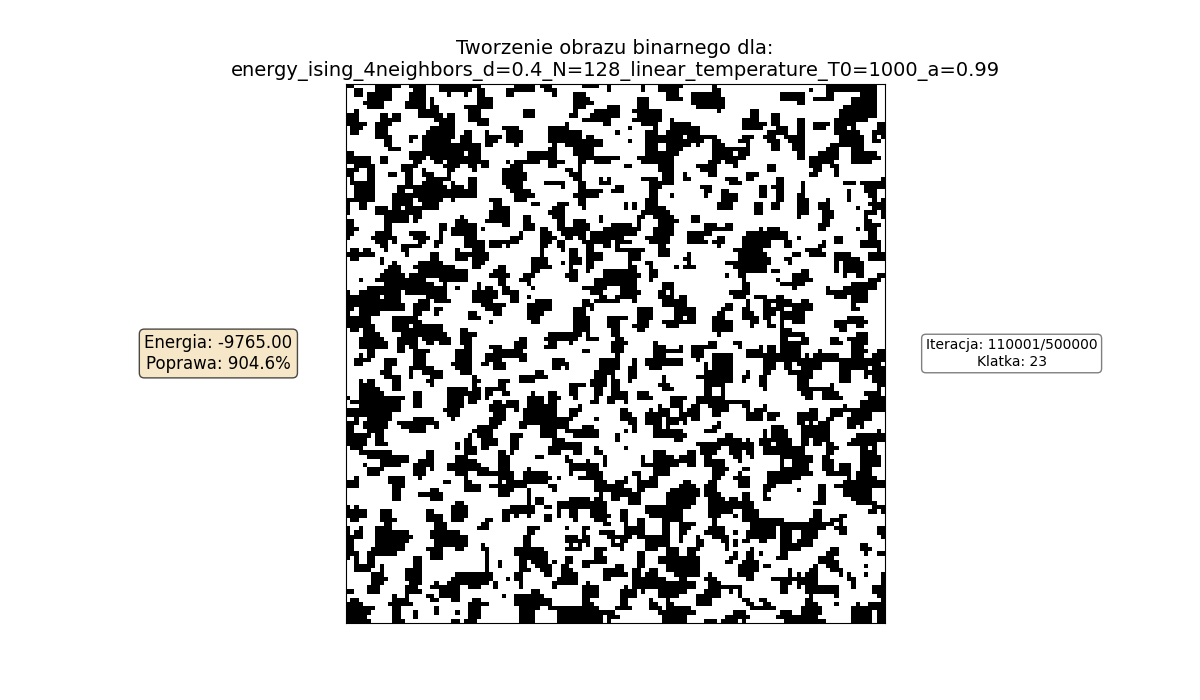 Tworzenie obrazu binarnego dla:
energy_ising_4neighbors_d=0.4_N=128_linear_temperature_T0=1000_a=0.99
Energia: -9765.00
Poprawa: 904.6%
Iteracja: 110001/500000
Klatka: 23